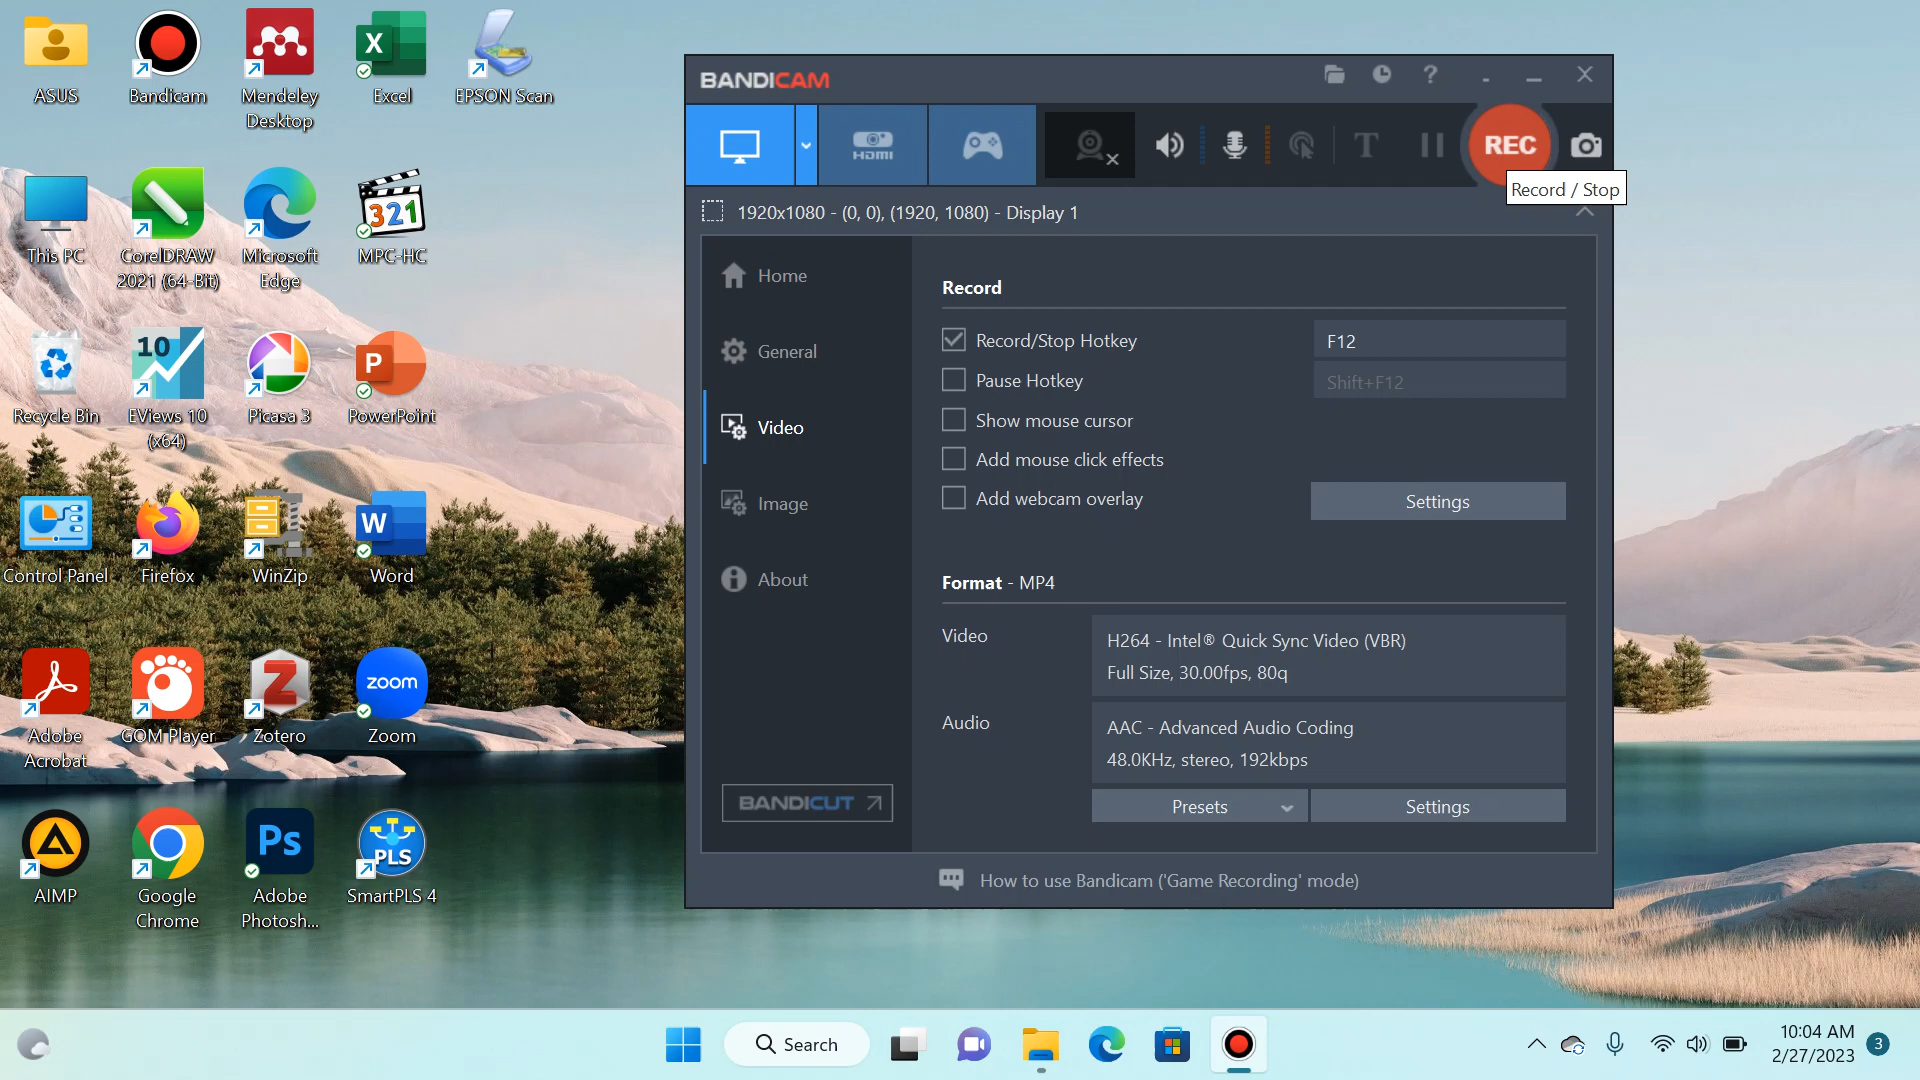 ASUS
Bandicam
Mendeley
Desktop
Excel
EPSON Scan
This PC
CorelDRAW
2021 (64-Bit)
Microsoft
Edge
321
MPC-HC
Recycle Bin
10
EViews 10
(x64)
Picasa 3
P
PowerPoint
Control Panel
Firefox
WinZip
W
Word
Adobe
Acrobat
GOM Player
Z
Zotero
zoom
Zoom
AIMP
Google
Chrome
Ps
Adobe
Photosh...
PLS
SmartPLS 4
X
BANDICAM
?
HDMI
T
REC
Record / Stop
1920x1080 - (0, 0), (1920, 1080) - Display 1
Home
General
Video
Image
About
BANDICUT
Record
Record/Stop Hotkey
F12
Pause Hotkey
Shift+F12
Show mouse cursor
Add mouse click effects
Add webcam overlay
Settings
Format - MP4
Video
H264 - Intel® Quick Sync Video (VBR)
Full Size, 30.00fps, 80q
Audio
AAC - Advanced Audio Coding
48.0KHz, stereo, 192kbps
Presets
Settings
How to use Bandicam ('Game Recording' mode)
Search
10:04 AM
2/27/2023
3